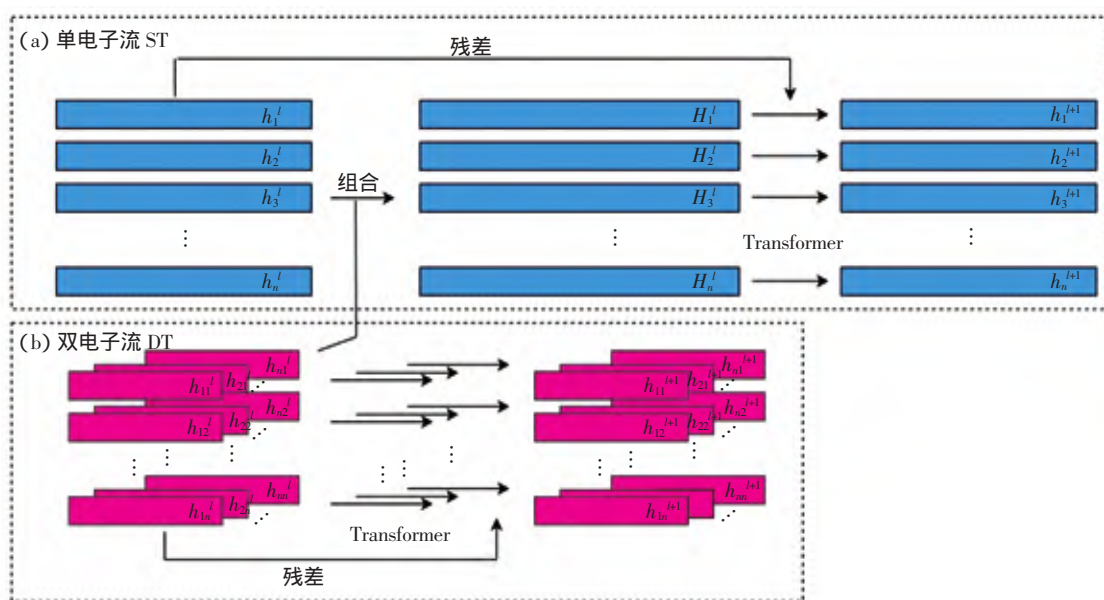 (a) 单电子流 ST
残差
h₁ˡ H₁ˡ h₁ˡ⁺¹
h₂ˡ H₂ˡ h₂ˡ⁺¹
组合
h₃ˡ H₃ˡ h₃ˡ⁺¹
⋮ ⋮ Transformer ⋮
hₙˡ Hₙˡ hₙˡ⁺¹
(b) 双电子流 DT
h₁₁ˡ h₂₁ˡ hₙ₁ˡ h₁₁ˡ⁺¹ h₂₁ˡ⁺¹ hₙ₁ˡ⁺¹
h₁₂ˡ h₂₂ hₙ₂ˡ h₁₂ˡ⁺¹ h₂₂ˡ⁺¹ hₙ₂ˡ⁺¹
h₁ₙˡ h₂ₙˡ hₙₙˡ h₁ₙˡ⁺¹ hₙₙˡ⁺¹
Transformer
残差